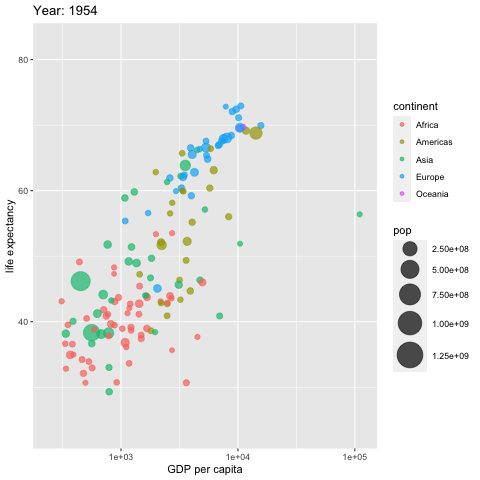 Year: 1954
80
60
40
life expectancy
1e+03
1e+04
1e+05
GDP per capita
continent
Africa
Americas
Asia
Europe
Oceania
pop
2.50e+08
5.00e+08
7.50e+08
1.00e+09
1.25e+09